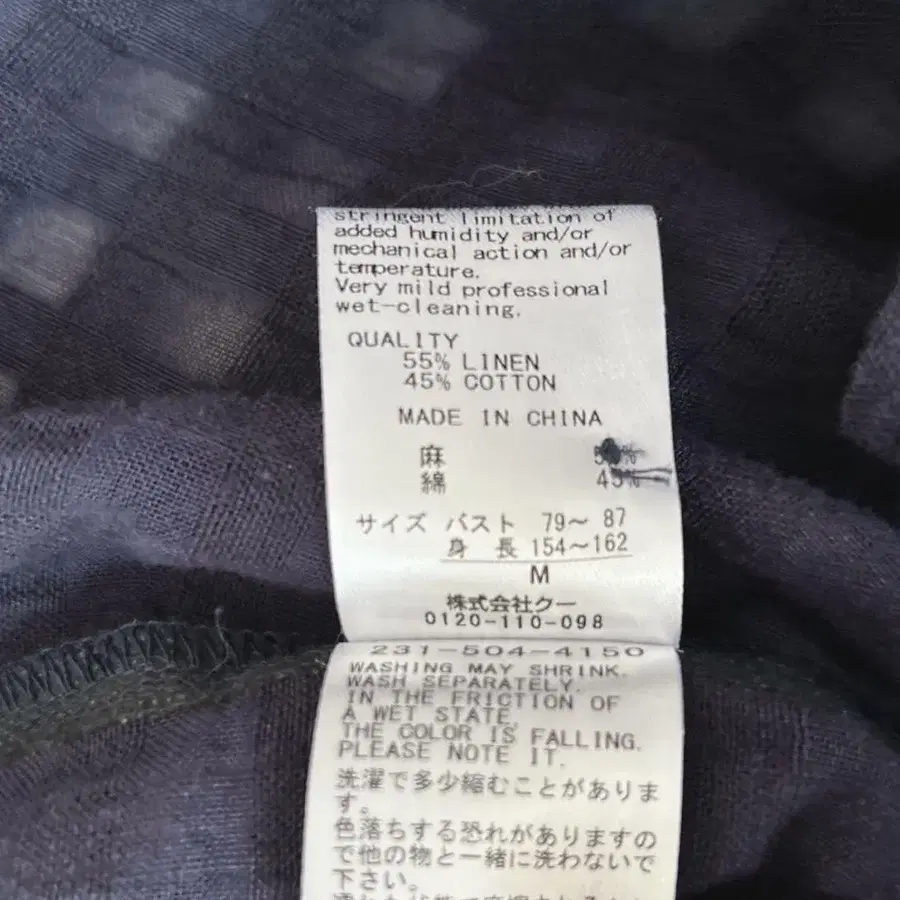 stringent limitation of
added humidity and/or
mechanical action and/or
temperature.
Very mild professional
wet-cleaning.
QUALITY
55% LINEN
45% COTTON
MADE IN CHINA
麻
綿 45%
サイズ バスト 79〜 87
身 長 154〜162
M
株式会社クー
0120-110-098
231-504-4150
WASHING MAY SHRINK.
WASH SEPARATELY.
IN THE FRICTION OF
A WET STATE,
THE COLOR IS FALLING.
PLEASE NOTE IT.
洗濯で多少縮むことがありま
す。
色落ちする恐れがありますの
で他の物と一緒に洗わないで
下さい。